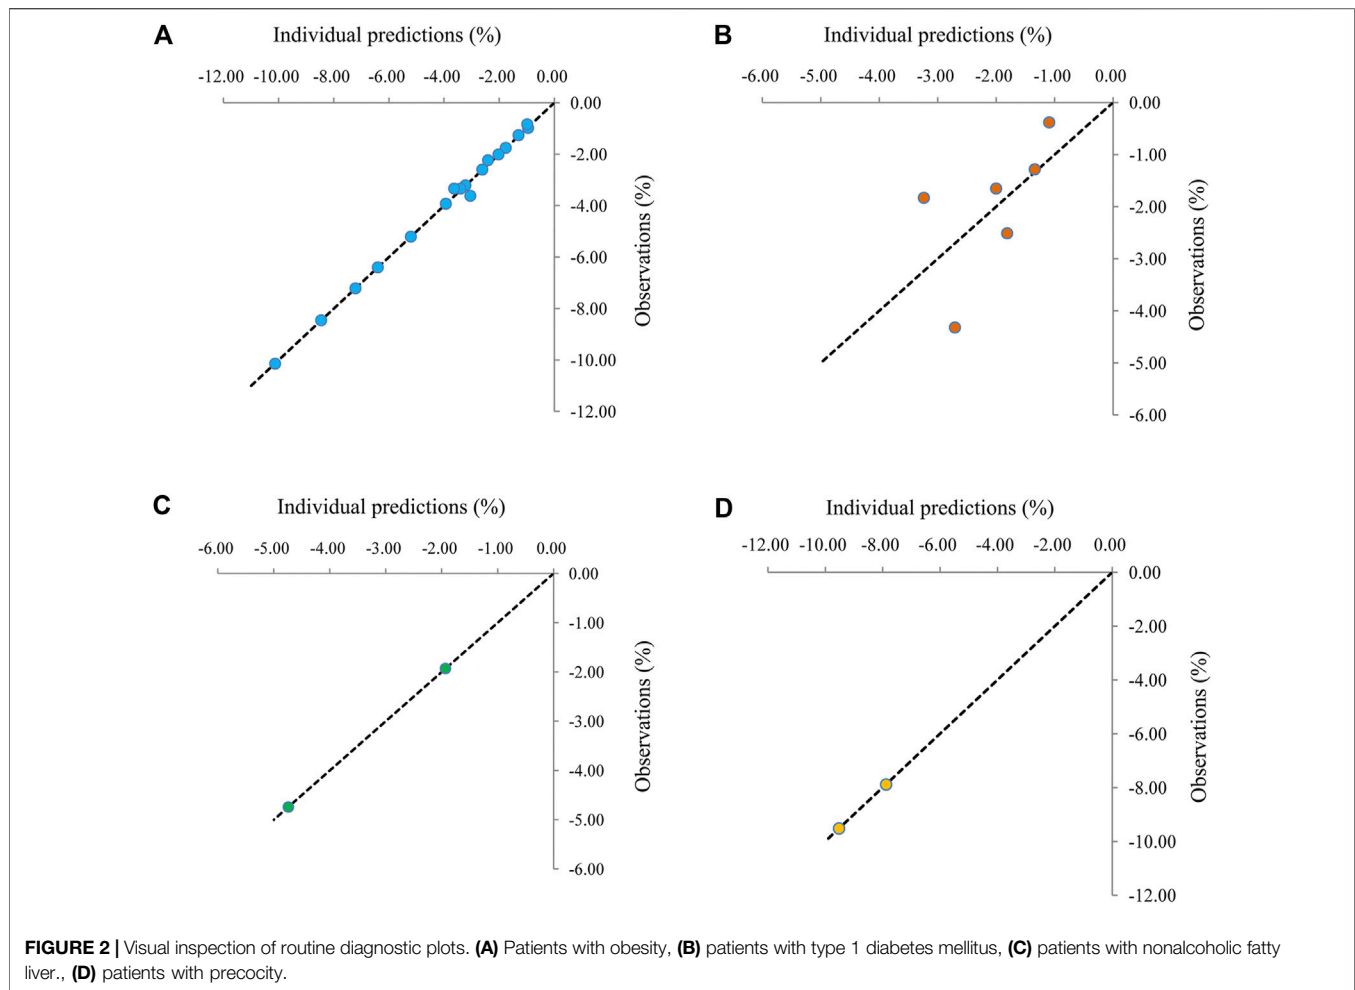 A
Individual predictions (%)
-12.00 -10.00 -8.00 -6.00 -4.00 -2.00 0.00
0.00
-2.00
-4.00
-6.00
-8.00
-10.00
-12.00
Observations (%)
B
Individual predictions (%)
-6.00 -5.00 -4.00 -3.00 -2.00 -1.00 0.00
0.00
-1.00
-2.00
-3.00
-4.00
-5.00
-6.00
Observations (%)
C
Individual predictions (%)
-6.00 -5.00 -4.00 -3.00 -2.00 -1.00 0.00
0.00
-1.00
-2.00
-3.00
-4.00
-5.00
-6.00
Observations (%)
D
Individual predictions (%)
-12.00 -10.00 -8.00 -6.00 -4.00 -2.00 0.00
0.00
-2.00
-4.00
-6.00
-8.00
-10.00
-12.00
Observations (%)
FIGURE 2 | Visual inspection of routine diagnostic plots. (A) Patients with obesity, (B) patients with type 1 diabetes mellitus, (C) patients with nonalcoholic fatty
liver., (D) patients with precocity.